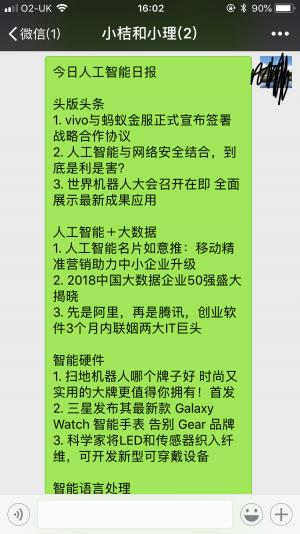 O2-UK 16:02 90%
微信(1) 小桔和小理(2)
今日人工智能日报
头版头条
1. vivo与蚂蚁金服正式宣布签署
战略合作协议
2. 人工智能与网络安全结合，到
底是利是害?
3. 世界机器人大会召开在即 全面
展示最新成果应用
人工智能＋大数据
1. 人工智能名片如意推：移动精
准营销助力中小企业升级
2. 2018中国大数据企业50强盛大
揭晓
3. 先是阿里，再是腾讯，创业软
件3个月内联姻两大IT巨头
智能硬件
1. 扫地机器人哪个牌子好 时尚又
实用的大牌更值得你拥有！首发
2. 三星发布其最新款 Galaxy
Watch 智能手表 告别 Gear 品牌
3. 科学家将LED和传感器织入纤
维，可开发新型可穿戴设备
智能语言处理